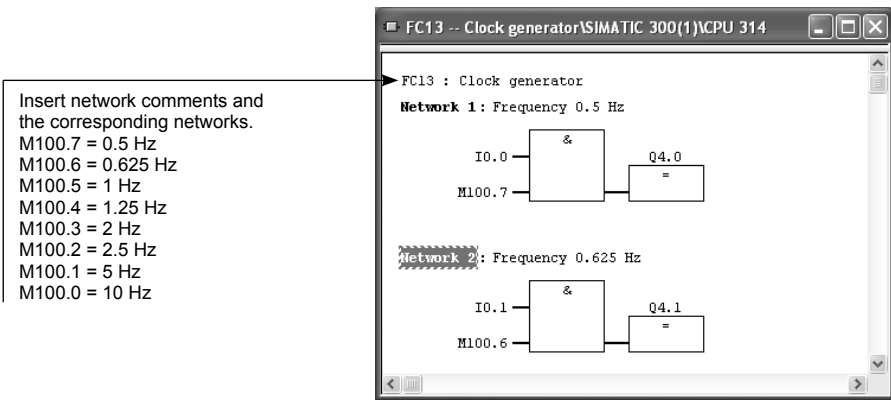 FC13 -- Clock generator\SIMATIC 300(1)\CPU 314
Insert network comments and
the corresponding networks.
M100.7 = 0.5 Hz
M100.6 = 0.625 Hz
M100.5 = 1 Hz
M100.4 = 1.25 Hz
M100.3 = 2 Hz
M100.2 = 2.5 Hz
M100.1 = 5 Hz
M100.0 = 10 Hz
FC13 : Clock generator
Network 1: Frequency 0.5 Hz
&
I0.0
Q4.0
=
M100.7
Network 2: Frequency 0.625 Hz
&
I0.1
Q4.1
=
M100.6